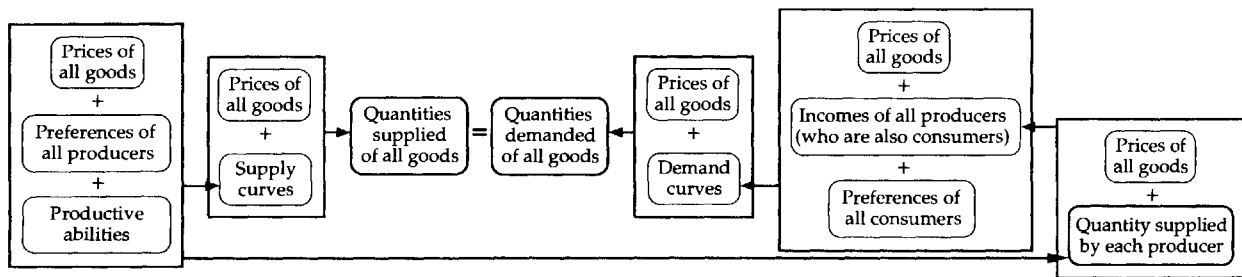 Prices of
all goods
+
Preferences of
all producers
+
Productive
abilities
Prices of
all goods
+
Supply
curves
Quantities
supplied
of all goods
=
Quantities
demanded
of all goods
Prices of
all goods
+
Demand
curves
Prices of
all goods
+
Incomes of all producers
(who are also consumers)
+
Preferences of
all consumers
Prices of
all goods
+
Quantity supplied
by each producer